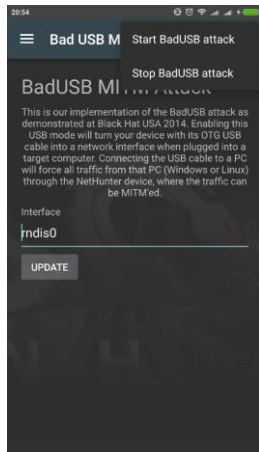 20:54
Bad USB M
Start BadUSB attack
Stop BadUSB attack
BadUSB MITM Attack
This is our implementation of the BadUSB attack as
demonstrated at Black Hat USA 2014. Enabling this
USB mode will turn your device with its OTG USB
cable into a network interface when plugged into a
target computer. Connecting the USB cable to a PC
will force all traffic from that PC (Windows or Linux)
through the NetHunter device, where the traffic can
be MITM'ed.
Interface
rndis0
UPDATE